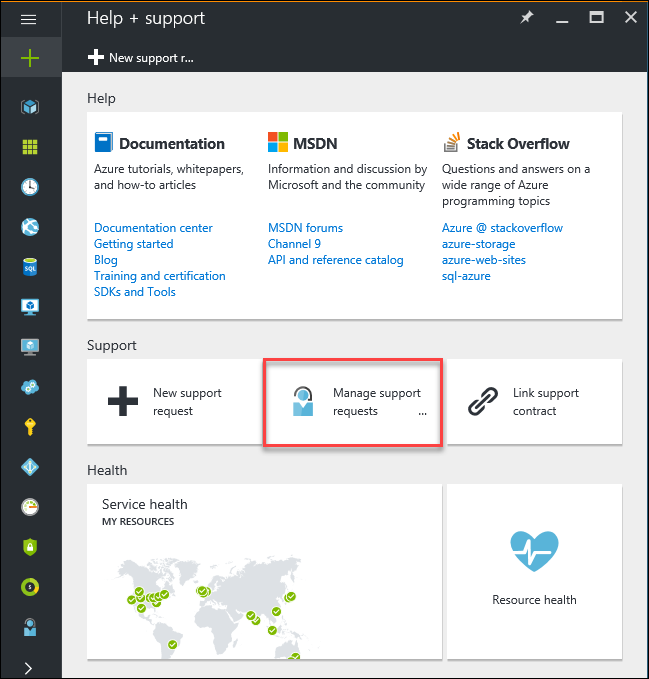 Help + support
New support r...
Help
Documentation
Azure tutorials, whitepapers,
and how-to articles
Documentation center
Getting started
Blog
Training and certification
SDKs and Tools
MSDN
Information and discussion by
Microsoft and the community
MSDN forums
Channel 9
API and reference catalog
Stack Overflow
Questions and answers on a
wide range of Azure
programming topics
Azure @ stackoverflow
azure-storage
azure-web-sites
sql-azure
Support
New support
request
Manage support
requests ...
Link support
contract
Health
Service health
MY RESOURCES
Resource health
SQL